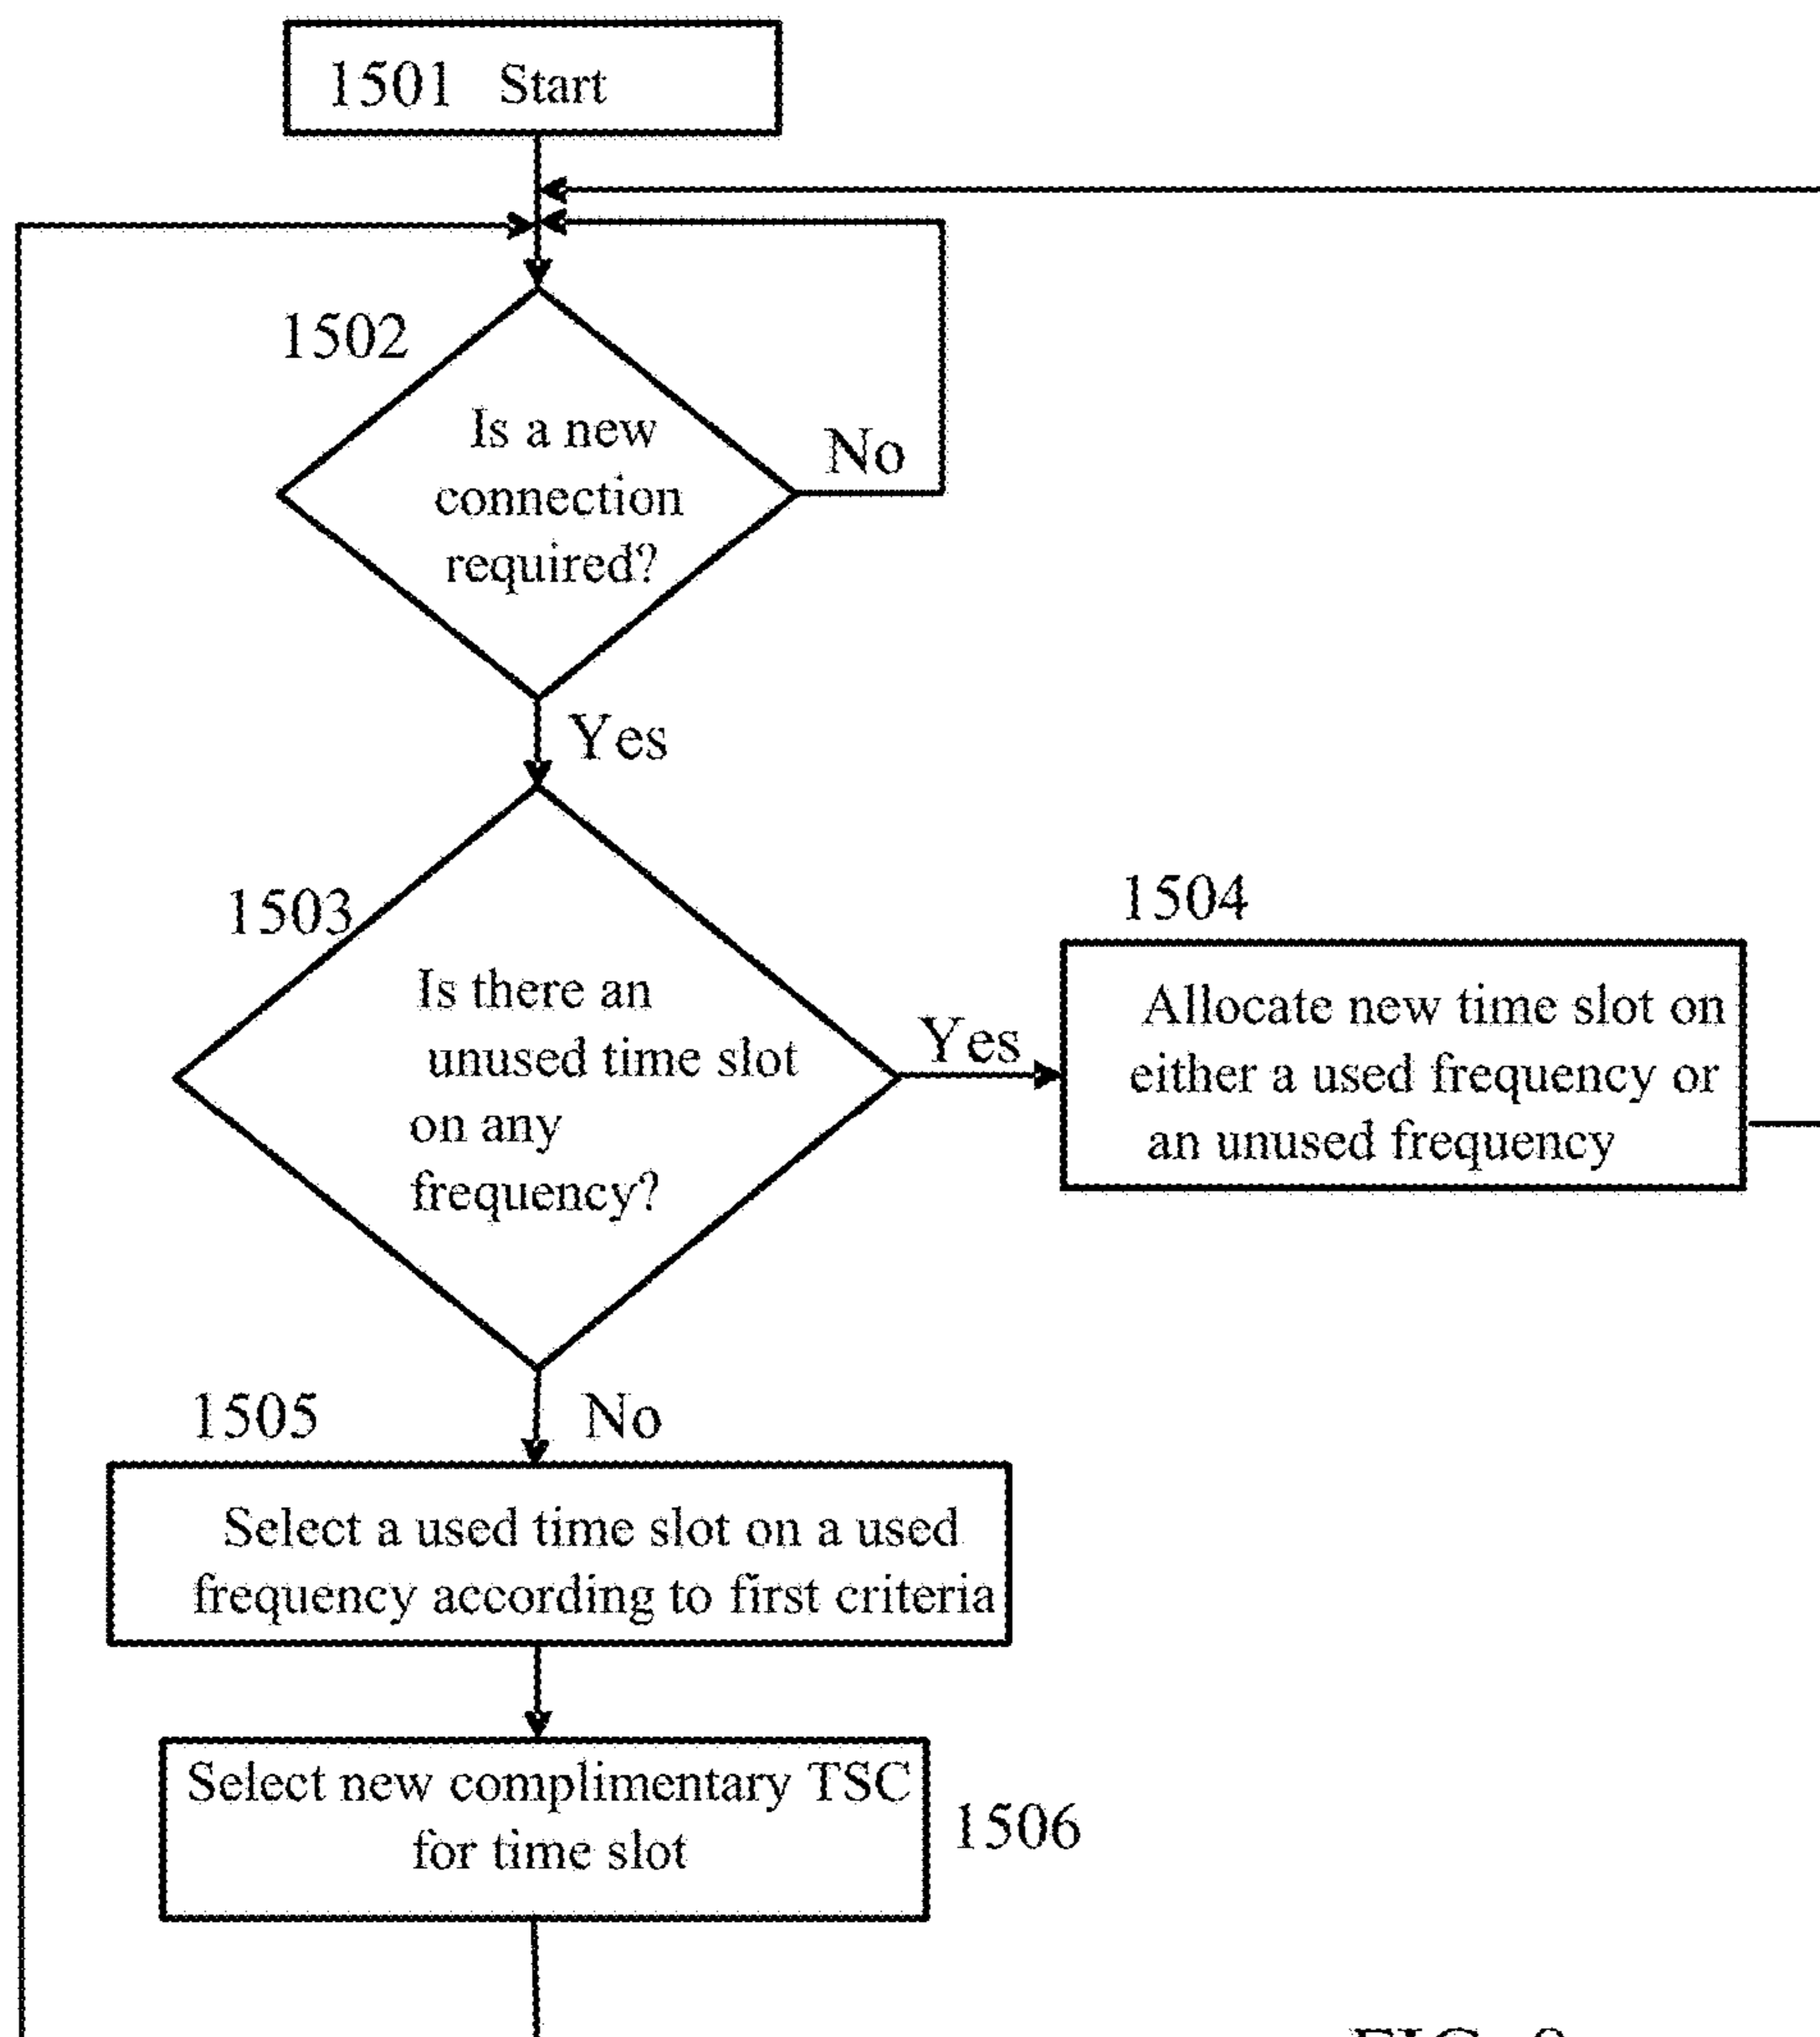 1501 Start
1502
Is a new
connection
required?
No
Yes
1503
Is there an
unused time slot
on any
frequency?
Yes
1504
Allocate new time slot on
either a used frequency or
an unused frequency
1505
No
Select a used time slot on a used
frequency according to first criteria
Select new complimentary TSC
for time slot
1506